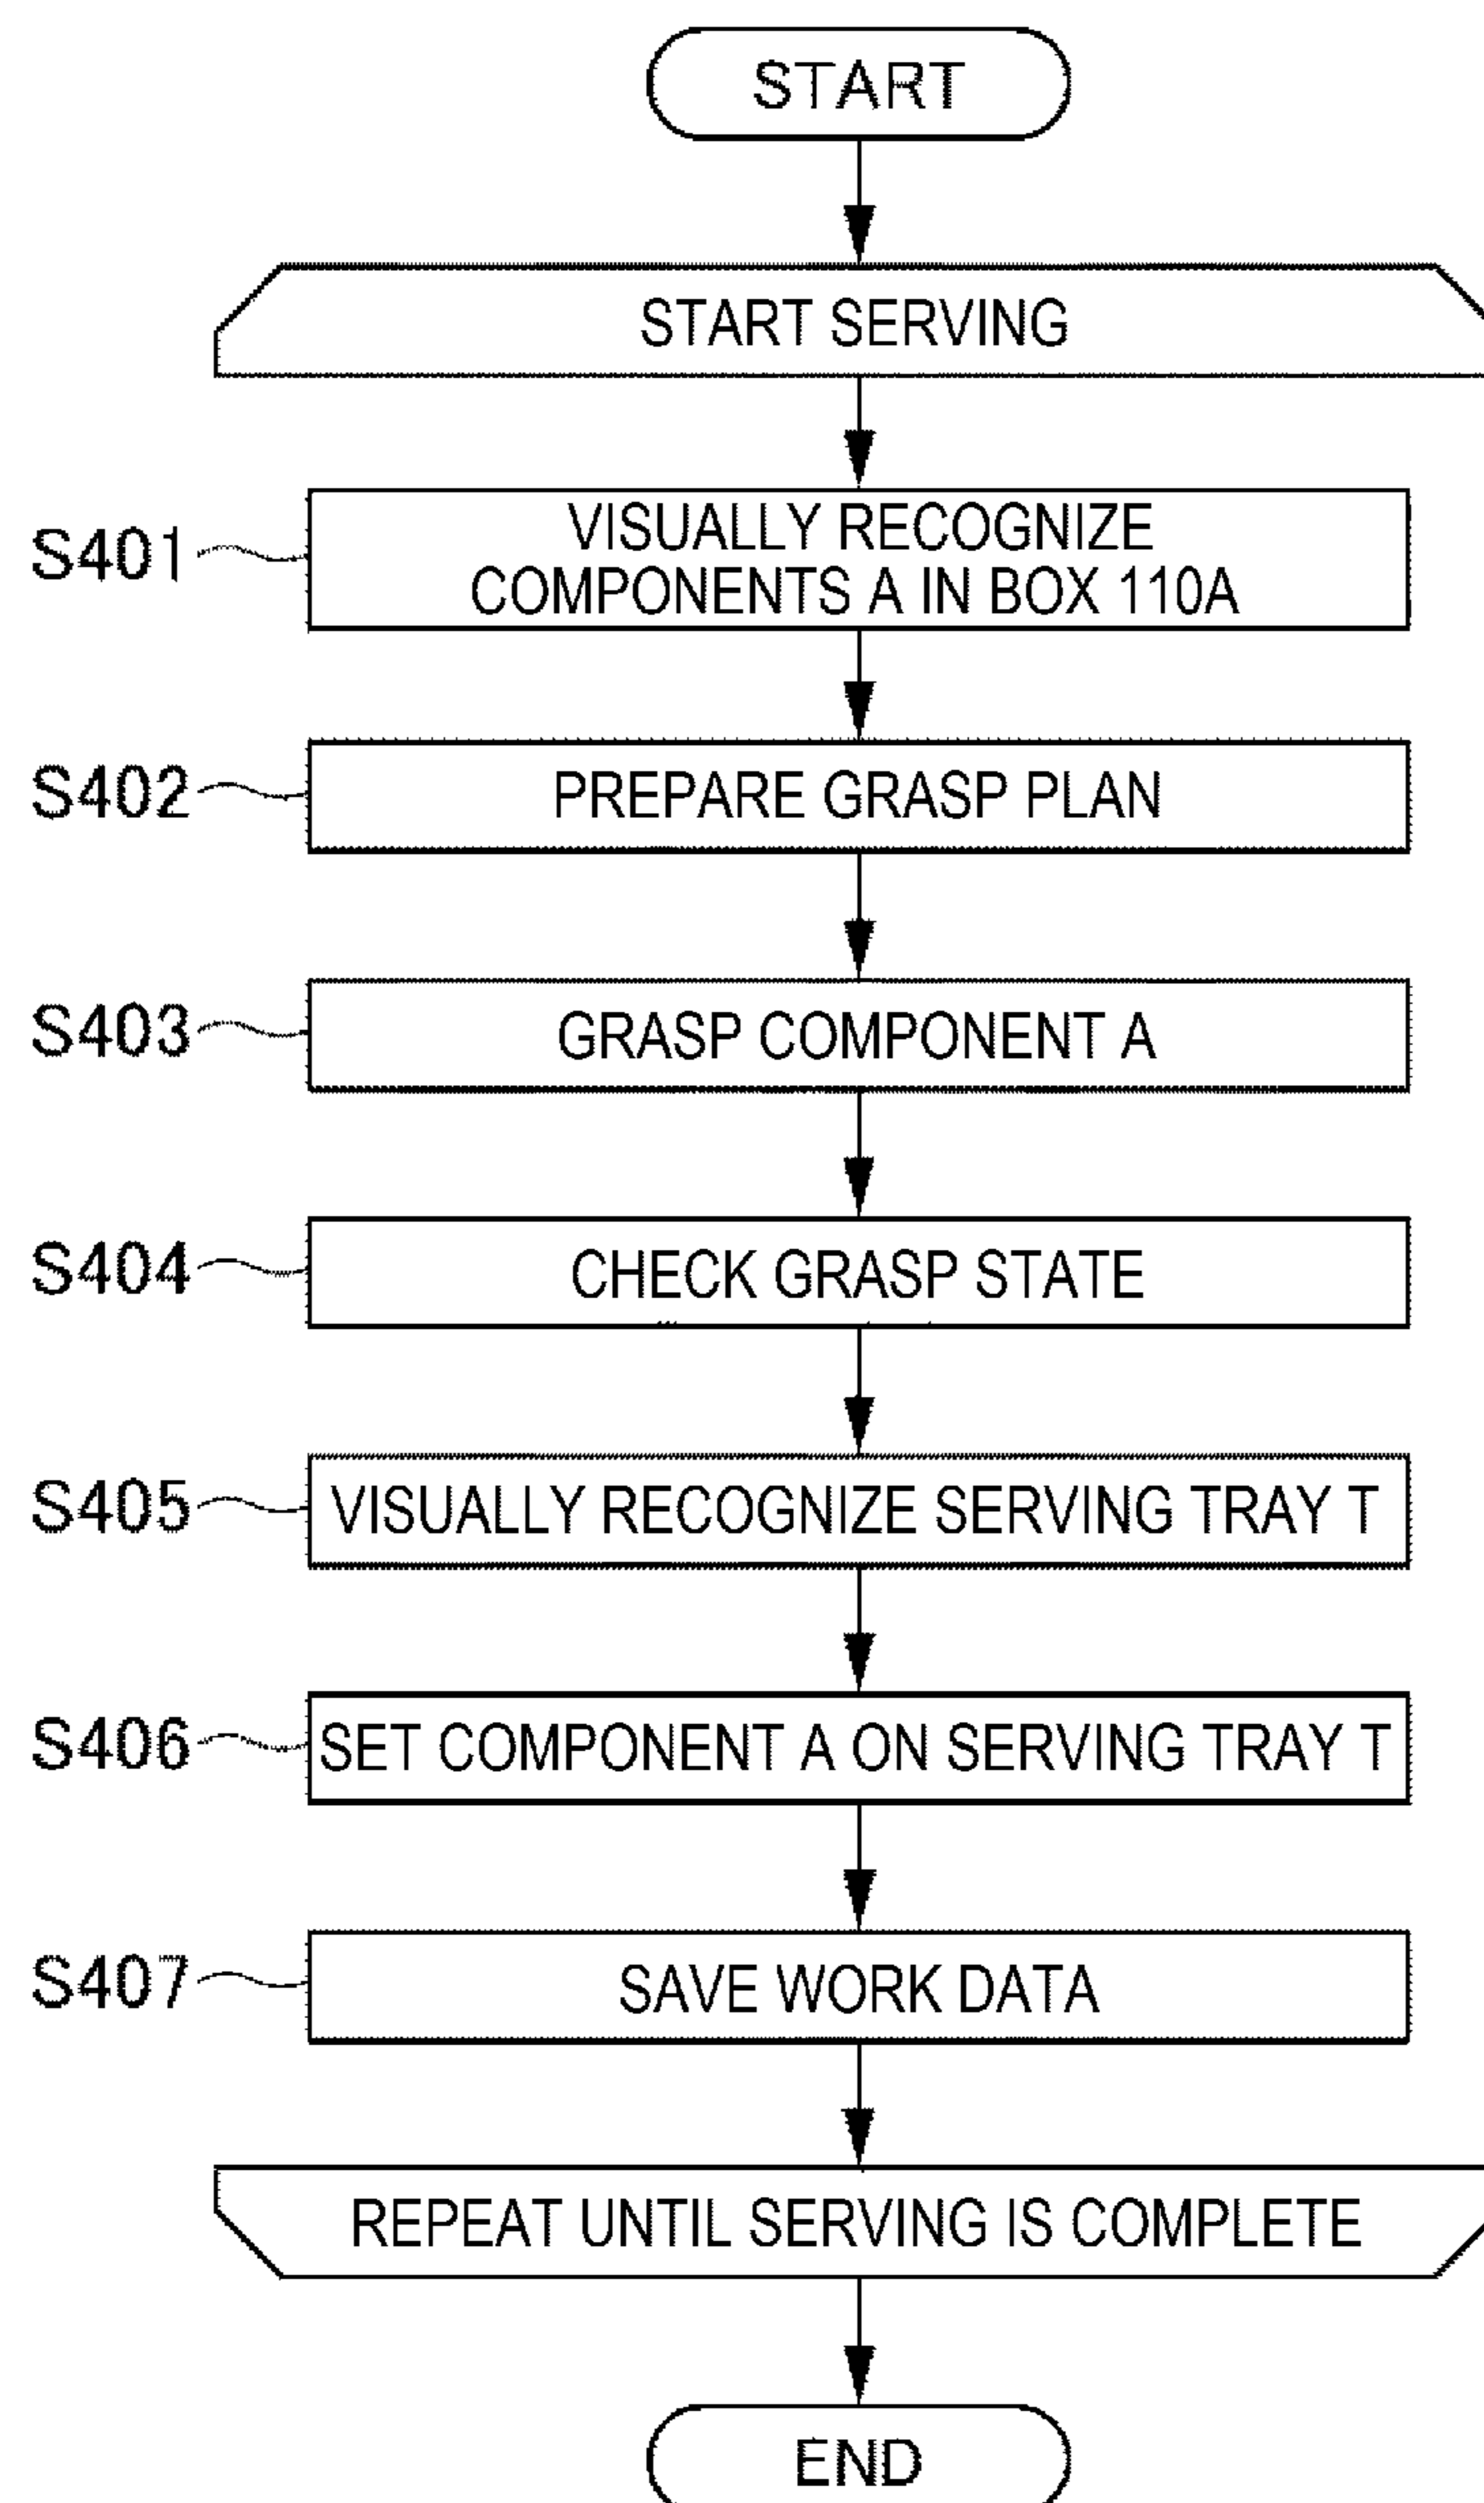 START
START SERVING
S401
VISUALLY RECOGNIZE
COMPONENTS A IN BOX 110A
S402
PREPARE GRASP PLAN
S403
GRASP COMPONENT A
S404
CHECK GRASP STATE
S405
VISUALLY RECOGNIZE SERVING TRAY T
S406
SET COMPONENT A ON SERVING TRAY T
S407
SAVE WORK DATA
REPEAT UNTIL SERVING IS COMPLETE
END